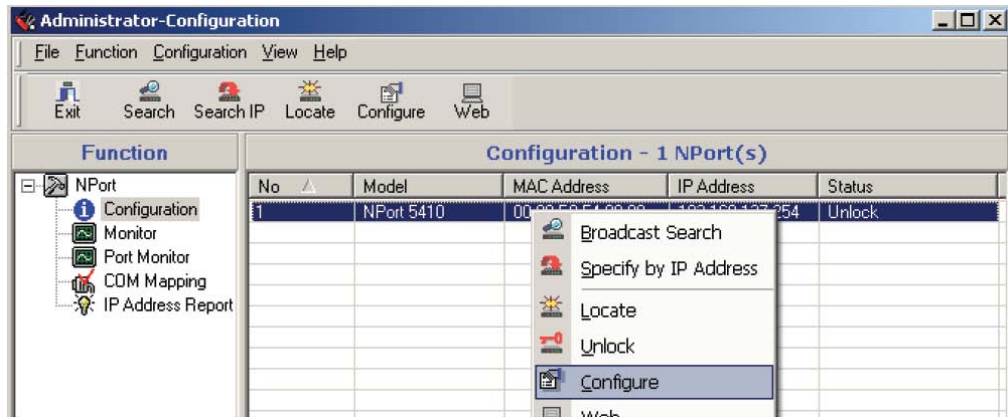 Administrator-Configuration
File Function Configuration View Help
Exit Search Search IP Locate Configure Web
Function
Configuration - 1 NPort(s)
NPort
Configuration
Monitor
Port Monitor
COM Mapping
IP Address Report
No Model MAC Address IP Address Status
1 NPort 5410 254 Unlock
Broadcast Search
Specify by IP Address
Locate
Unlock
Configure
Web